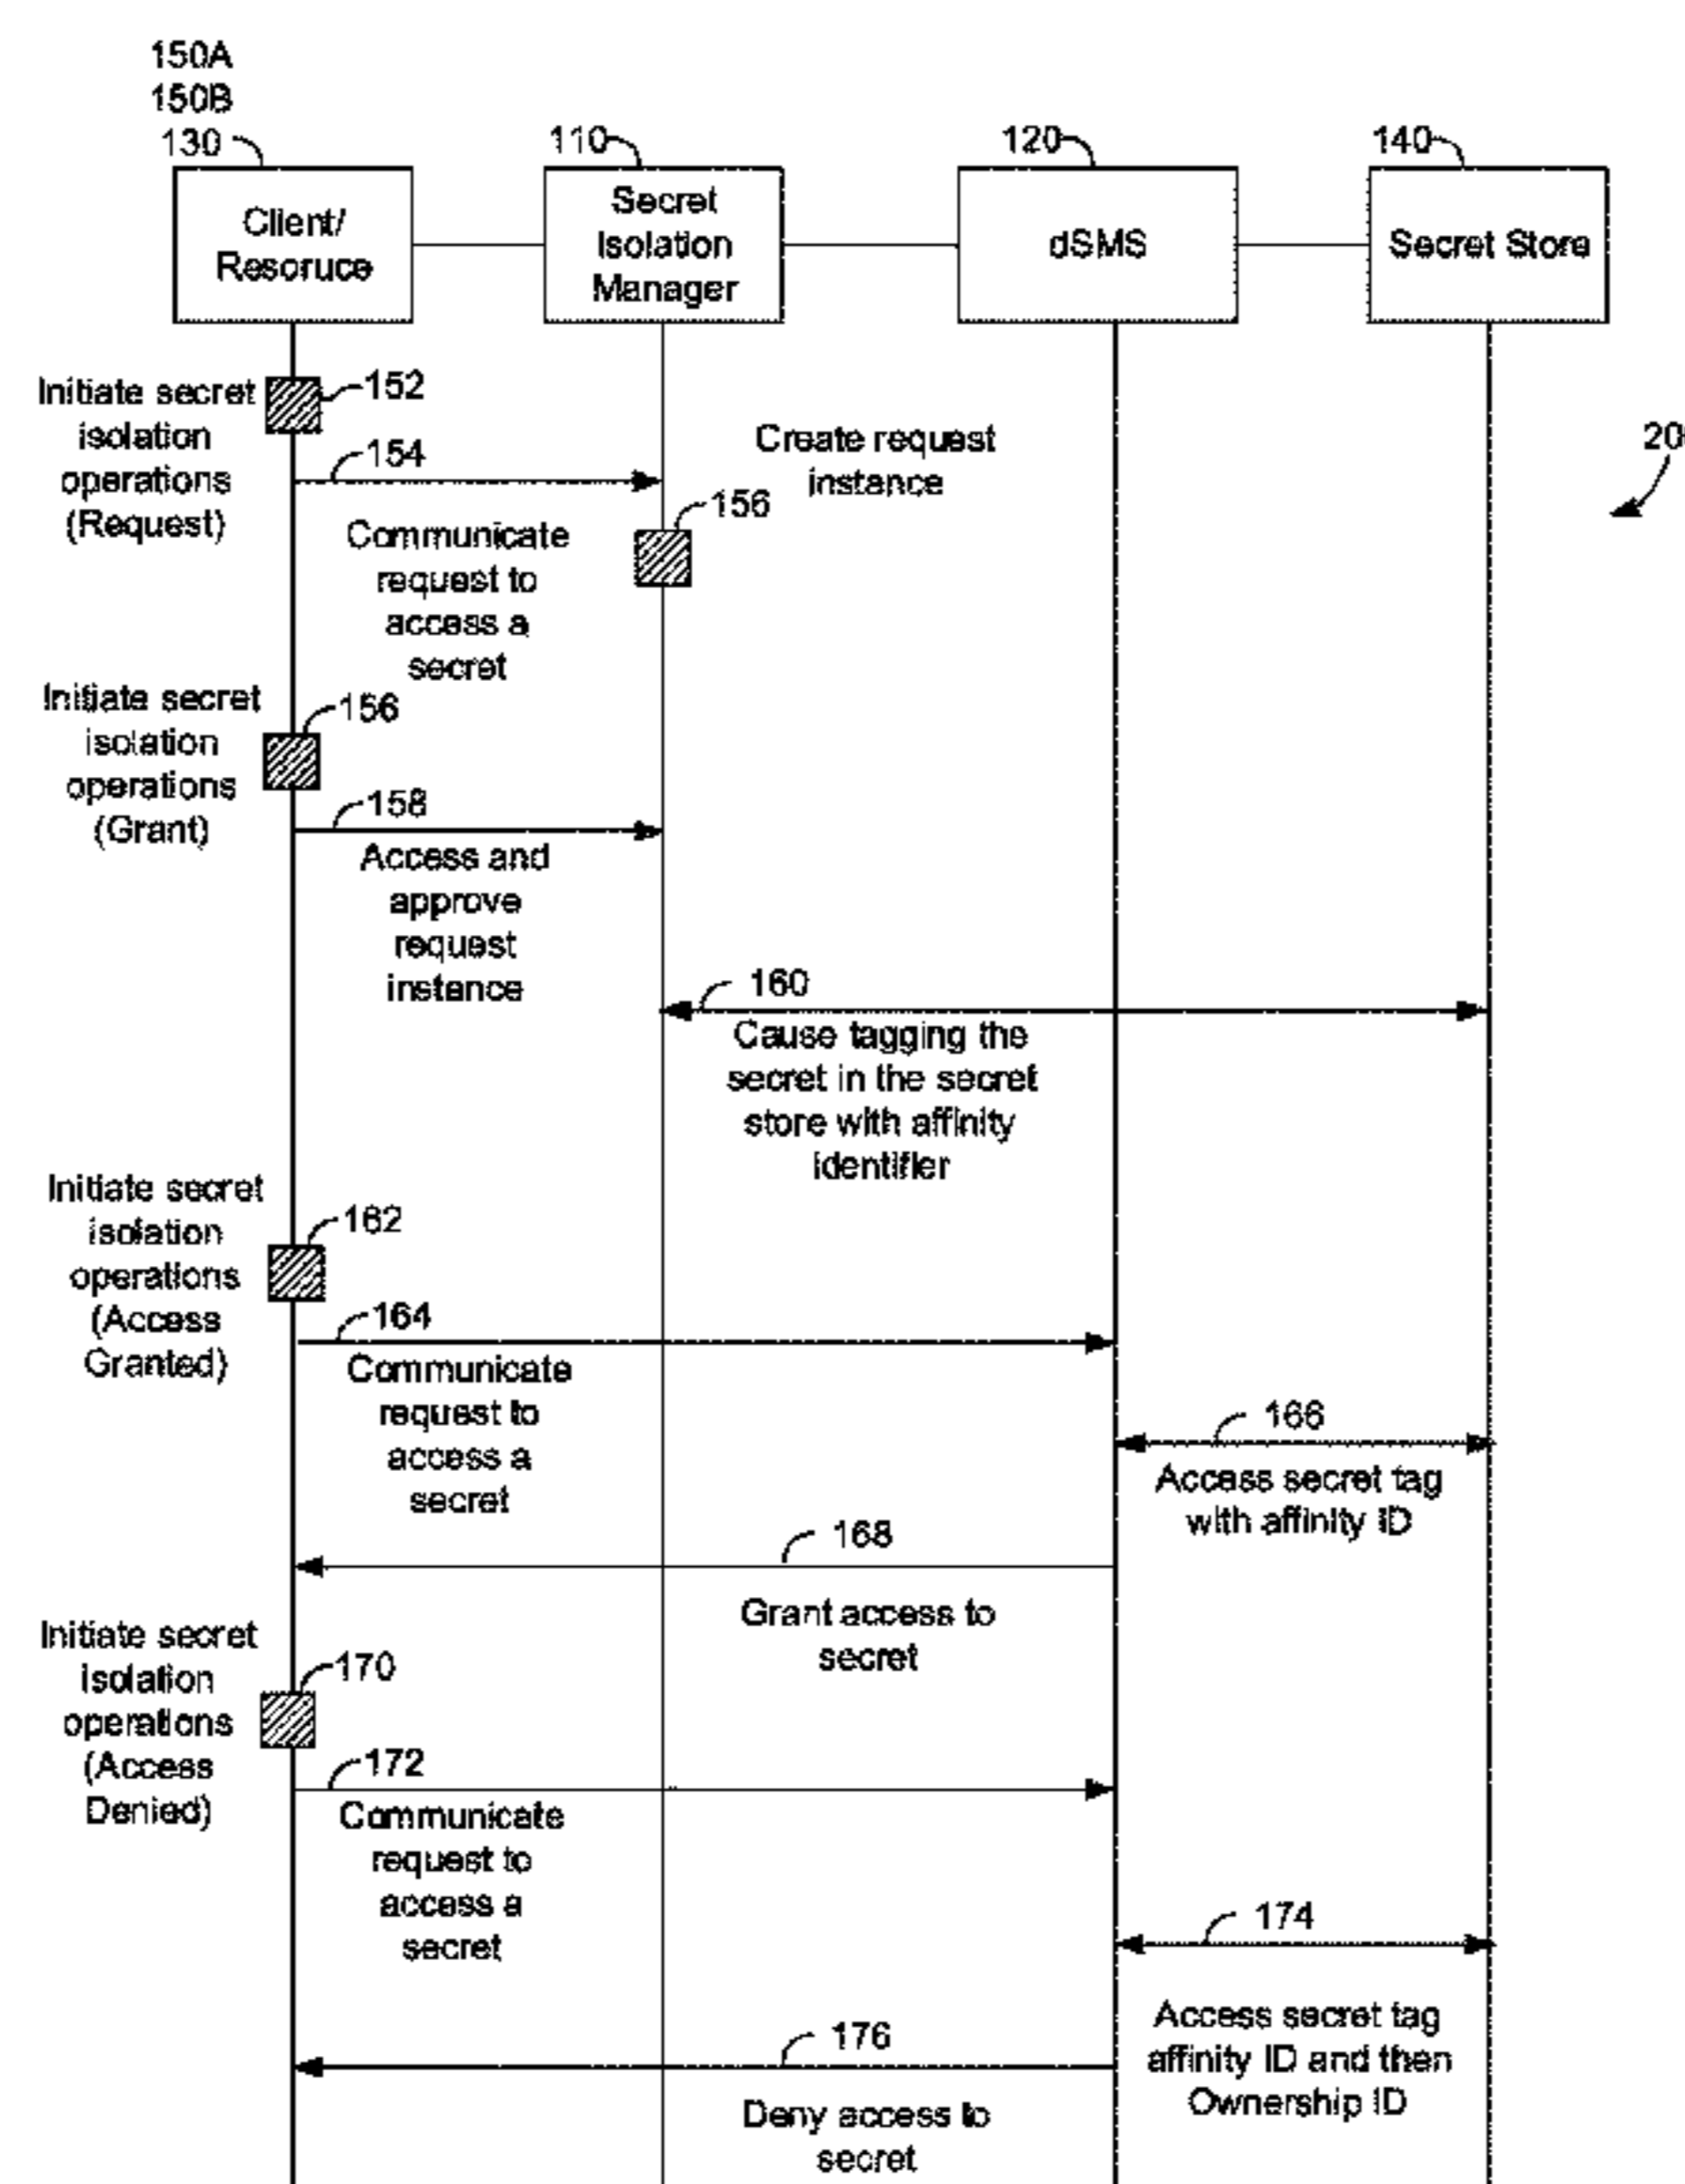 150A
150B
130
110
120
140
Client/
Resoruce
Secret
Isolation
Manager
dSMS
Secret Store
Initiate secret
isolation
operations
(Request)
152
154
Communicate
request to
access a
secret
Create request
instance
156
Initiate secret
isolation
operations
(Grant)
156
158
Access and
approve
request
instance
160
Cause tagging the
secret in the secret
store with affinity
identifier
Initiate secret
isolation
operations
(Access
Granted)
162
164
Communicate
request to
access a
secret
166
Access secret tag
with affinity ID
168
Grant access to
secret
Initiate secret
isolation
operations
(Access
Denied)
170
172
Communicate
request to
access a
secret
174
Access secret tag
affinity ID and then
Ownership ID
176
Deny access to
secret